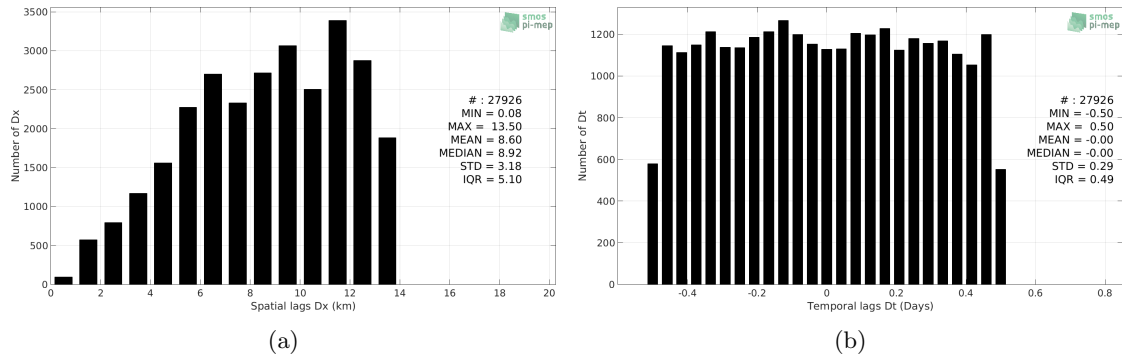 smos
pi-mep
3500
3000
2500
2000
1500
1000
500
0
Number of Dx
# : 27926
MIN = 0.08
MAX = 13.50
MEAN = 8.60
MEDIAN = 8.92
STD = 3.18
IQR = 5.10
0 2 4 6 8 10 12 14 16 18 20
Spatial lags Dx (km)
(a)
smos
pi-mep
1200
1000
800
600
400
200
0
Number of Dt
# : 27926
MIN = -0.50
MAX = 0.50
MEAN = -0.00
MEDIAN = -0.00
STD = 0.29
IQR = 0.49
-0.4 -0.2 0 0.2 0.4 0.6 0.8
Temporal lags Dt (Days)
(b)